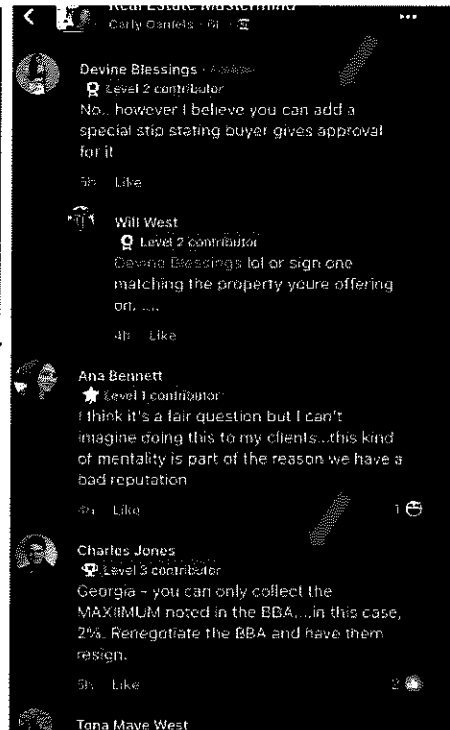 Real Estate Mastermind
Carly Daniels · 6h ·
Devine Blessings ·
Level 2 contributor
No.. however I believe you can add a
special stip stating buyer gives approval
for it
5h Like
Will West
Level 2 contributor
Devine Blessings lol or sign one
matching the property youre offering
on. ....
4h Like
Ana Bennett
Level 1 contributor
I think it's a fair question but I can't
imagine doing this to my clients...this kind
of mentality is part of the reason we have a
bad reputation
4h Like 1
Charles Jones
Level 3 contributor
Georgia - you can only collect the
MAXIIMUM noted in the BBA....in this case,
2%. Renegotiate the BBA and have them
resign.
5h Like 2
Tona Maye West